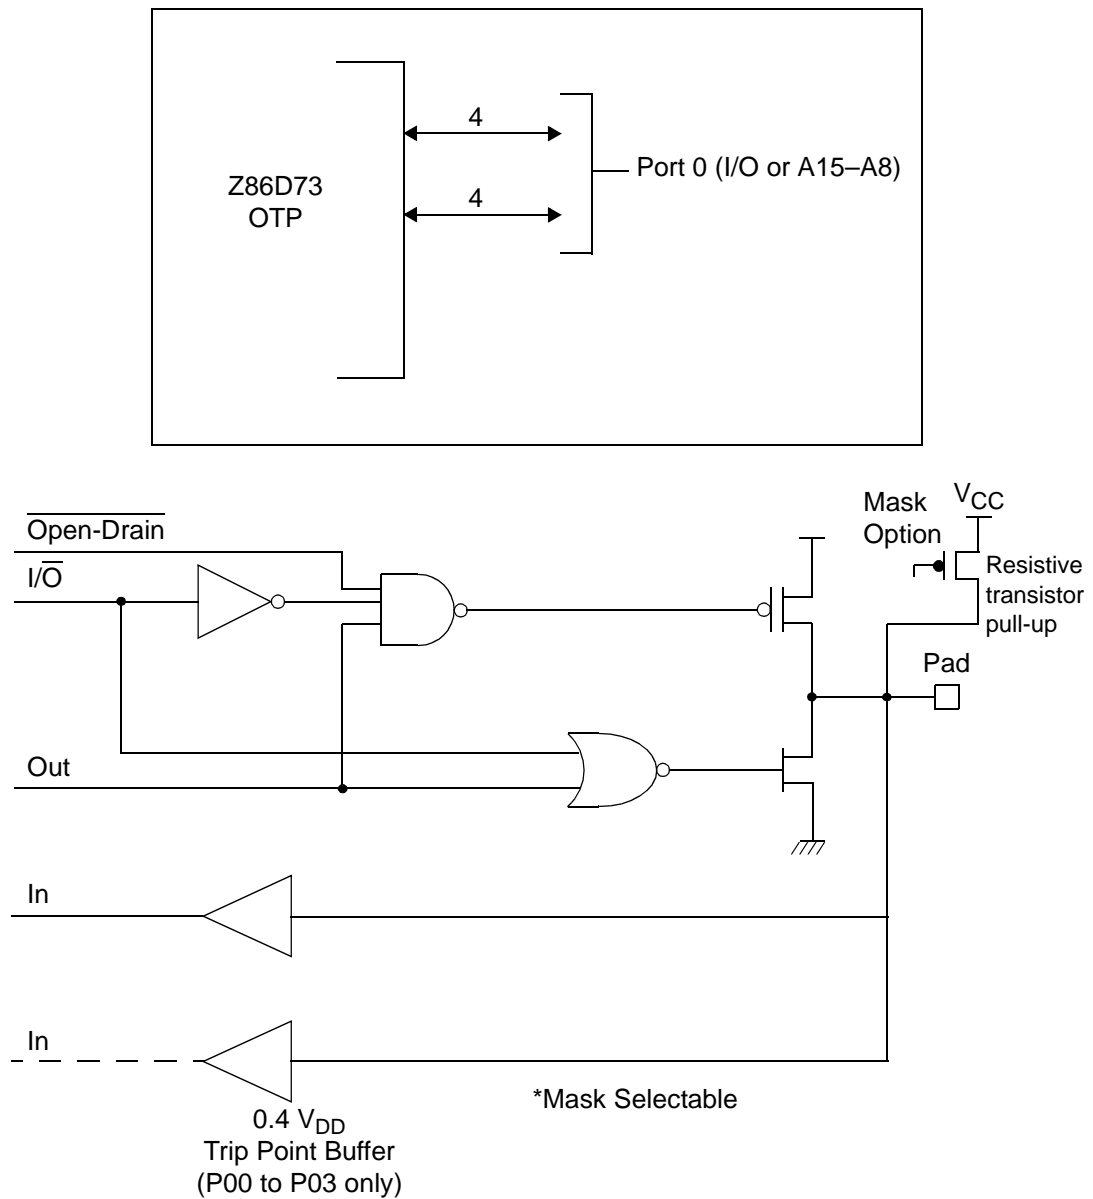 4
Z86D73
OTP
4
Port 0 (I/O or A15–A8)
Open-Drain
I/O
Mask
Option
VCC
Resistive
transistor
pull-up
Pad
Out
In
In
*Mask Selectable
0.4 VDD
Trip Point Buffer
(P00 to P03 only)